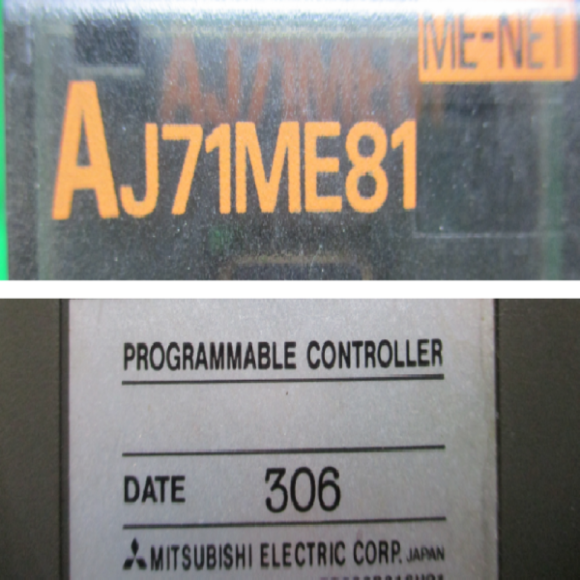 ME-NET
AJ71ME81
PROGRAMMABLE CONTROLLER
DATE 306
MITSUBISHI ELECTRIC CORP. JAPAN